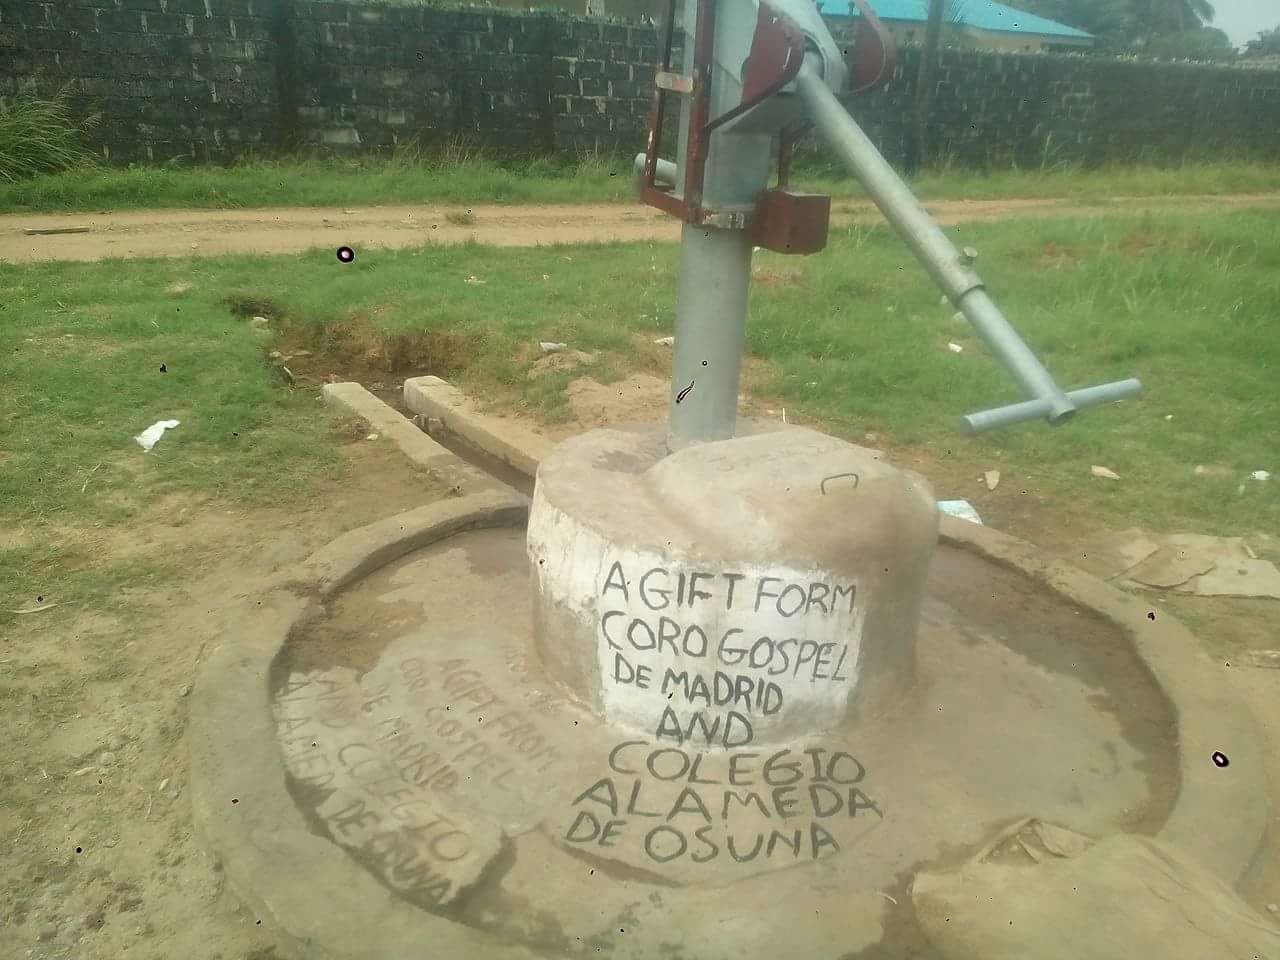 A GIFT FORM
CORO GOSPEL
DE MADRID
AND
COLEGIO
ALAMEDA
DE OSUNA
A GIFT FROM
CORO GOSPEL
DE MADRID
AND COLEGIO
ALAMEDA DE OSUNA